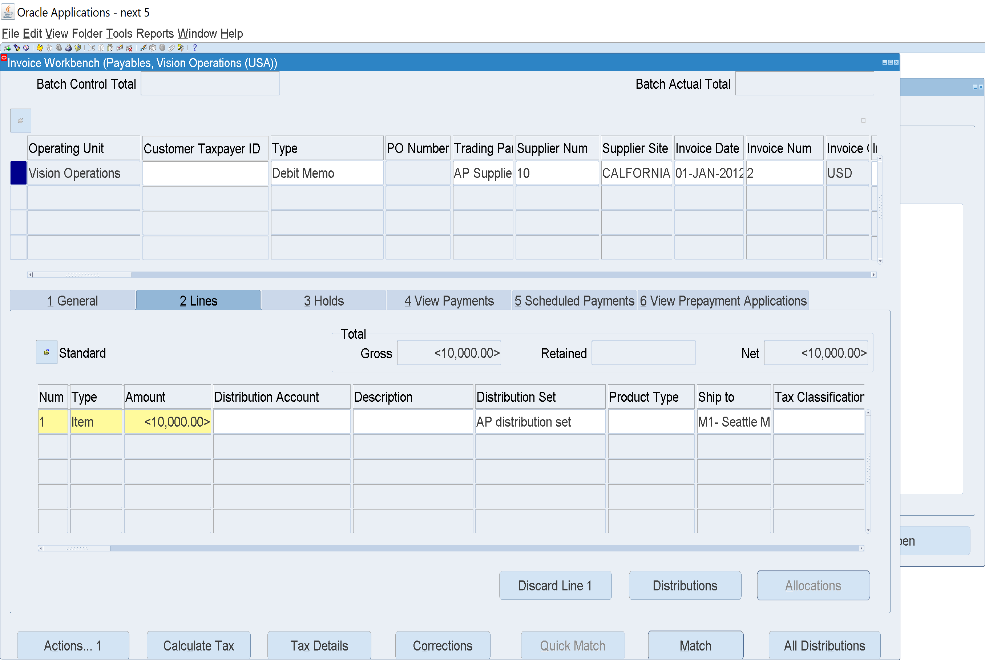 Oracle Applications - next 5
File Edit View Folder Tools Reports Window Help
Invoice Workbench (Payables, Vision Operations (USA))
Batch Control Total Batch Actual Total
Operating Unit Customer Taxpayer ID Type PO Number Trading Par Supplier Num Supplier Site Invoice Date Invoice Num Invoice
Vision Operations Debit Memo AP Supplie 10 CALFORNIA 01-JAN-2012 2 USD
1 General 2 Lines 3 Holds 4 View Payments 5 Scheduled Payments 6 View Prepayment Applications
Total
Standard Gross <10,000.00> Retained Net <10,000.00>
Num Type Amount Distribution Account Description Distribution Set Product Type Ship to Tax Classification
1 Item <10,000.00> AP distribution set M1- Seattle M
pen
Discard Line 1 Distributions Allocations
Actions... 1 Calculate Tax Tax Details Corrections Quick Match Match All Distributions